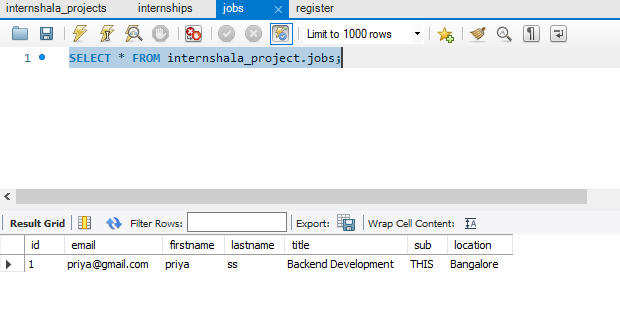 internshala_projects internships jobs register
Limit to 1000 rows
1 SELECT * FROM internshala_project.jobs;
Result Grid Filter Rows: Export: Wrap Cell Content:
id email firstname lastname title sub location
1 priya@gmail.com priya ss Backend Development THIS Bangalore